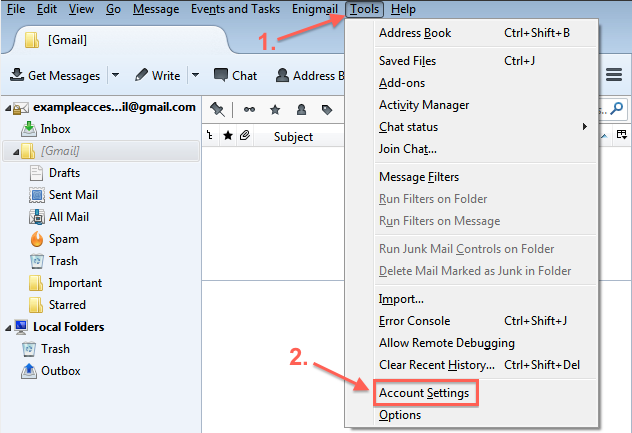 File Edit View Go Message Events and Tasks Enigmail Tools Help
1.
[Gmail]
Get Messages Write Chat Address B
exampleacces...il@gmail.com
Inbox
[Gmail]
Drafts
Sent Mail
All Mail
Spam
Trash
Important
Starred
Local Folders
Trash
Outbox
Subject
Address Book Ctrl+Shift+B
Saved Files Ctrl+J
Add-ons
Activity Manager
Chat status
Join Chat...
Message Filters
Run Filters on Folder
Run Filters on Message
Run Junk Mail Controls on Folder
Delete Mail Marked as Junk in Folder
Import...
Error Console Ctrl+Shift+J
Allow Remote Debugging
Clear Recent History... Ctrl+Shift+Del
2.
Account Settings
Options